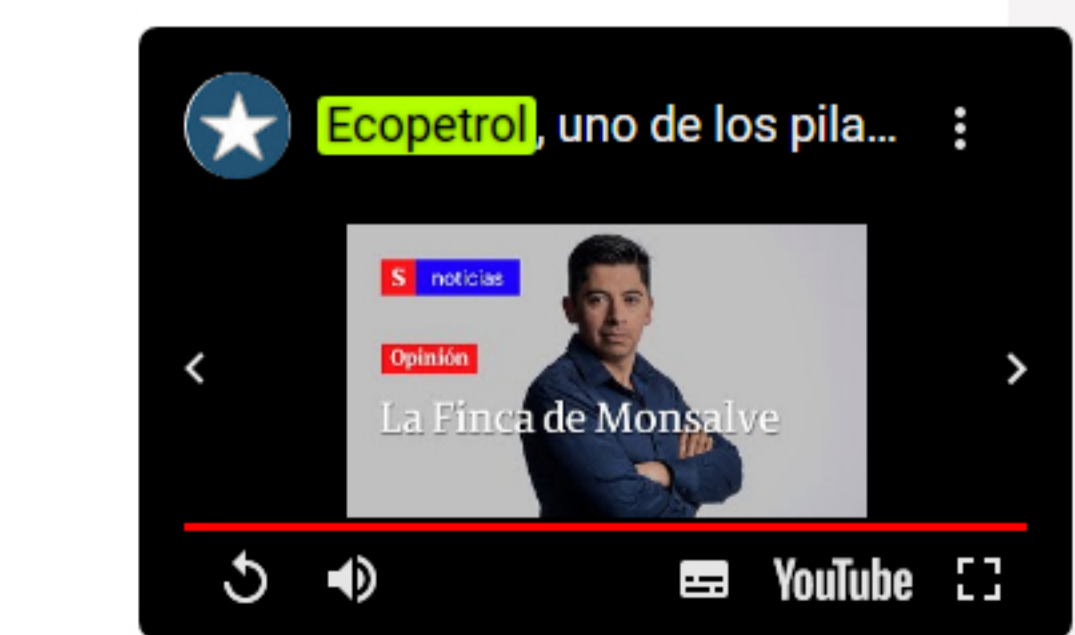 Ecopetrol, uno de los pila...
S noticias
Opinión
La Finca de Monsalve
YouTube